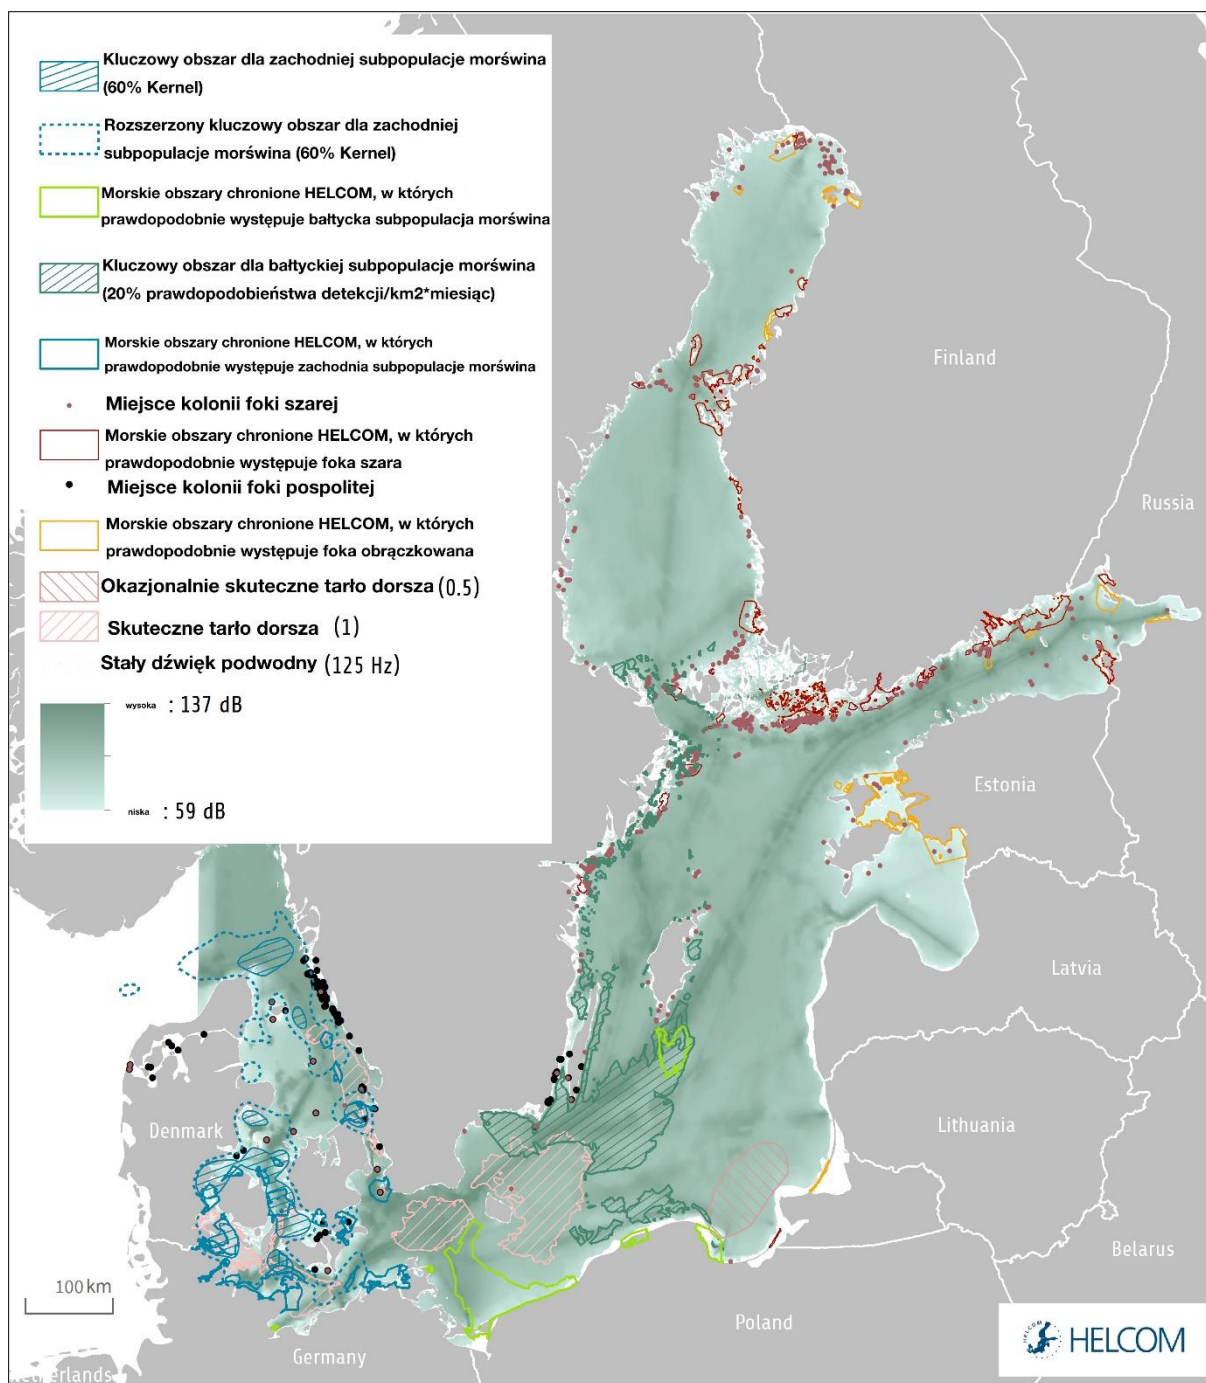 Kluczowy obszar dla zachodniej subpopulacje morświna
(60% Kernel)
Rozszerzony kluczowy obszar dla zachodniej
subpopulacje morświna (60% Kernel)
Morskie obszary chronione HELCOM, w których
prawdopodobnie występuje bałtycka subpopulacja morświna
Kluczowy obszar dla bałtyckiej subpopulacje morświna
(20% prawdopodobieństwa detekcji/km2*miesiąc)
Morskie obszary chronione HELCOM, w których
prawdopodobnie występuje zachodnia subpopulacje morświna
Miejsce kolonii foki szarej
Morskie obszary chronione HELCOM, w których
prawdopodobnie występuje foka szara
Miejsce kolonii foki pospolitej
Morskie obszary chronione HELCOM, w których
prawdopodobnie występuje foka obrączkowana
Okazjonalnie skuteczne tarło dorsza (0.5)
Skuteczne tarło dorsza (1)
Stały dźwięk podwodny (125 Hz)
wysoka : 137 dB
niska : 59 dB
Finland
Russia
Estonia
Latvia
Lithuania
Belarus
Denmark
Poland
Germany
100 km
HELCOM
HELCOM